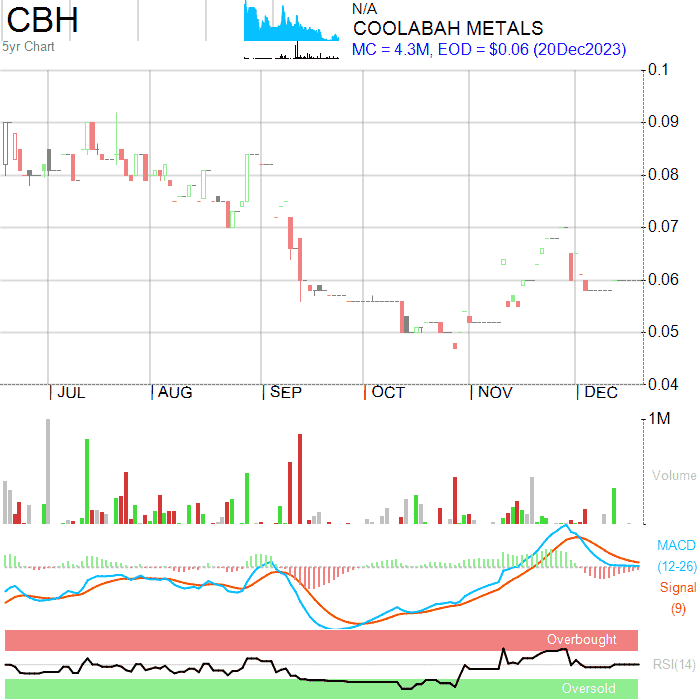 CBH
5yr Chart
N/A
COOLABAH METALS
MC = 4.3M, EOD = $0.06 (20Dec2023)
0.1
0.09
0.08
0.07
0.06
0.05
0.04
JUL AUG SEP OCT NOV DEC
1M
Volume
MACD
(12-26)
Signal
(9)
Overbought
RSI(14)
Oversold